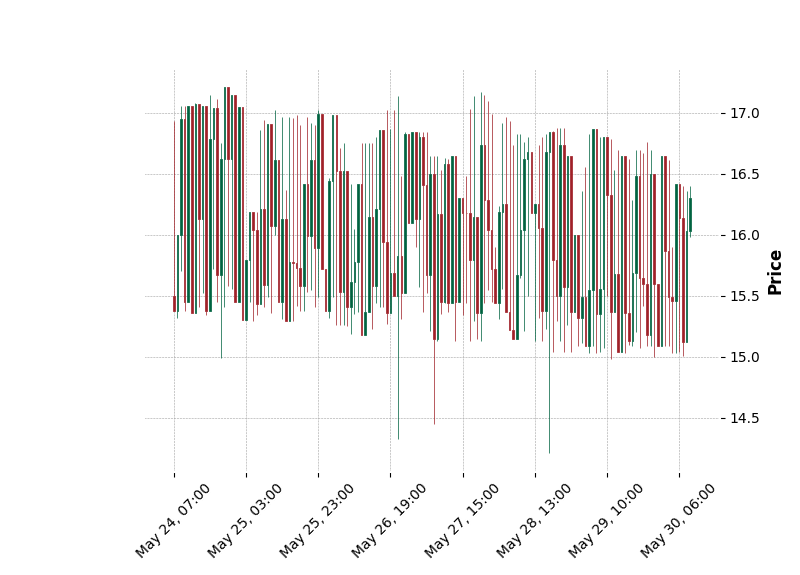 17.0
16.5
16.0
15.5
15.0
14.5
Price
May 24, 07:00
May 25, 03:00
May 25, 23:00
May 26, 19:00
May 27, 15:00
May 28, 13:00
May 29, 10:00
May 30, 06:00